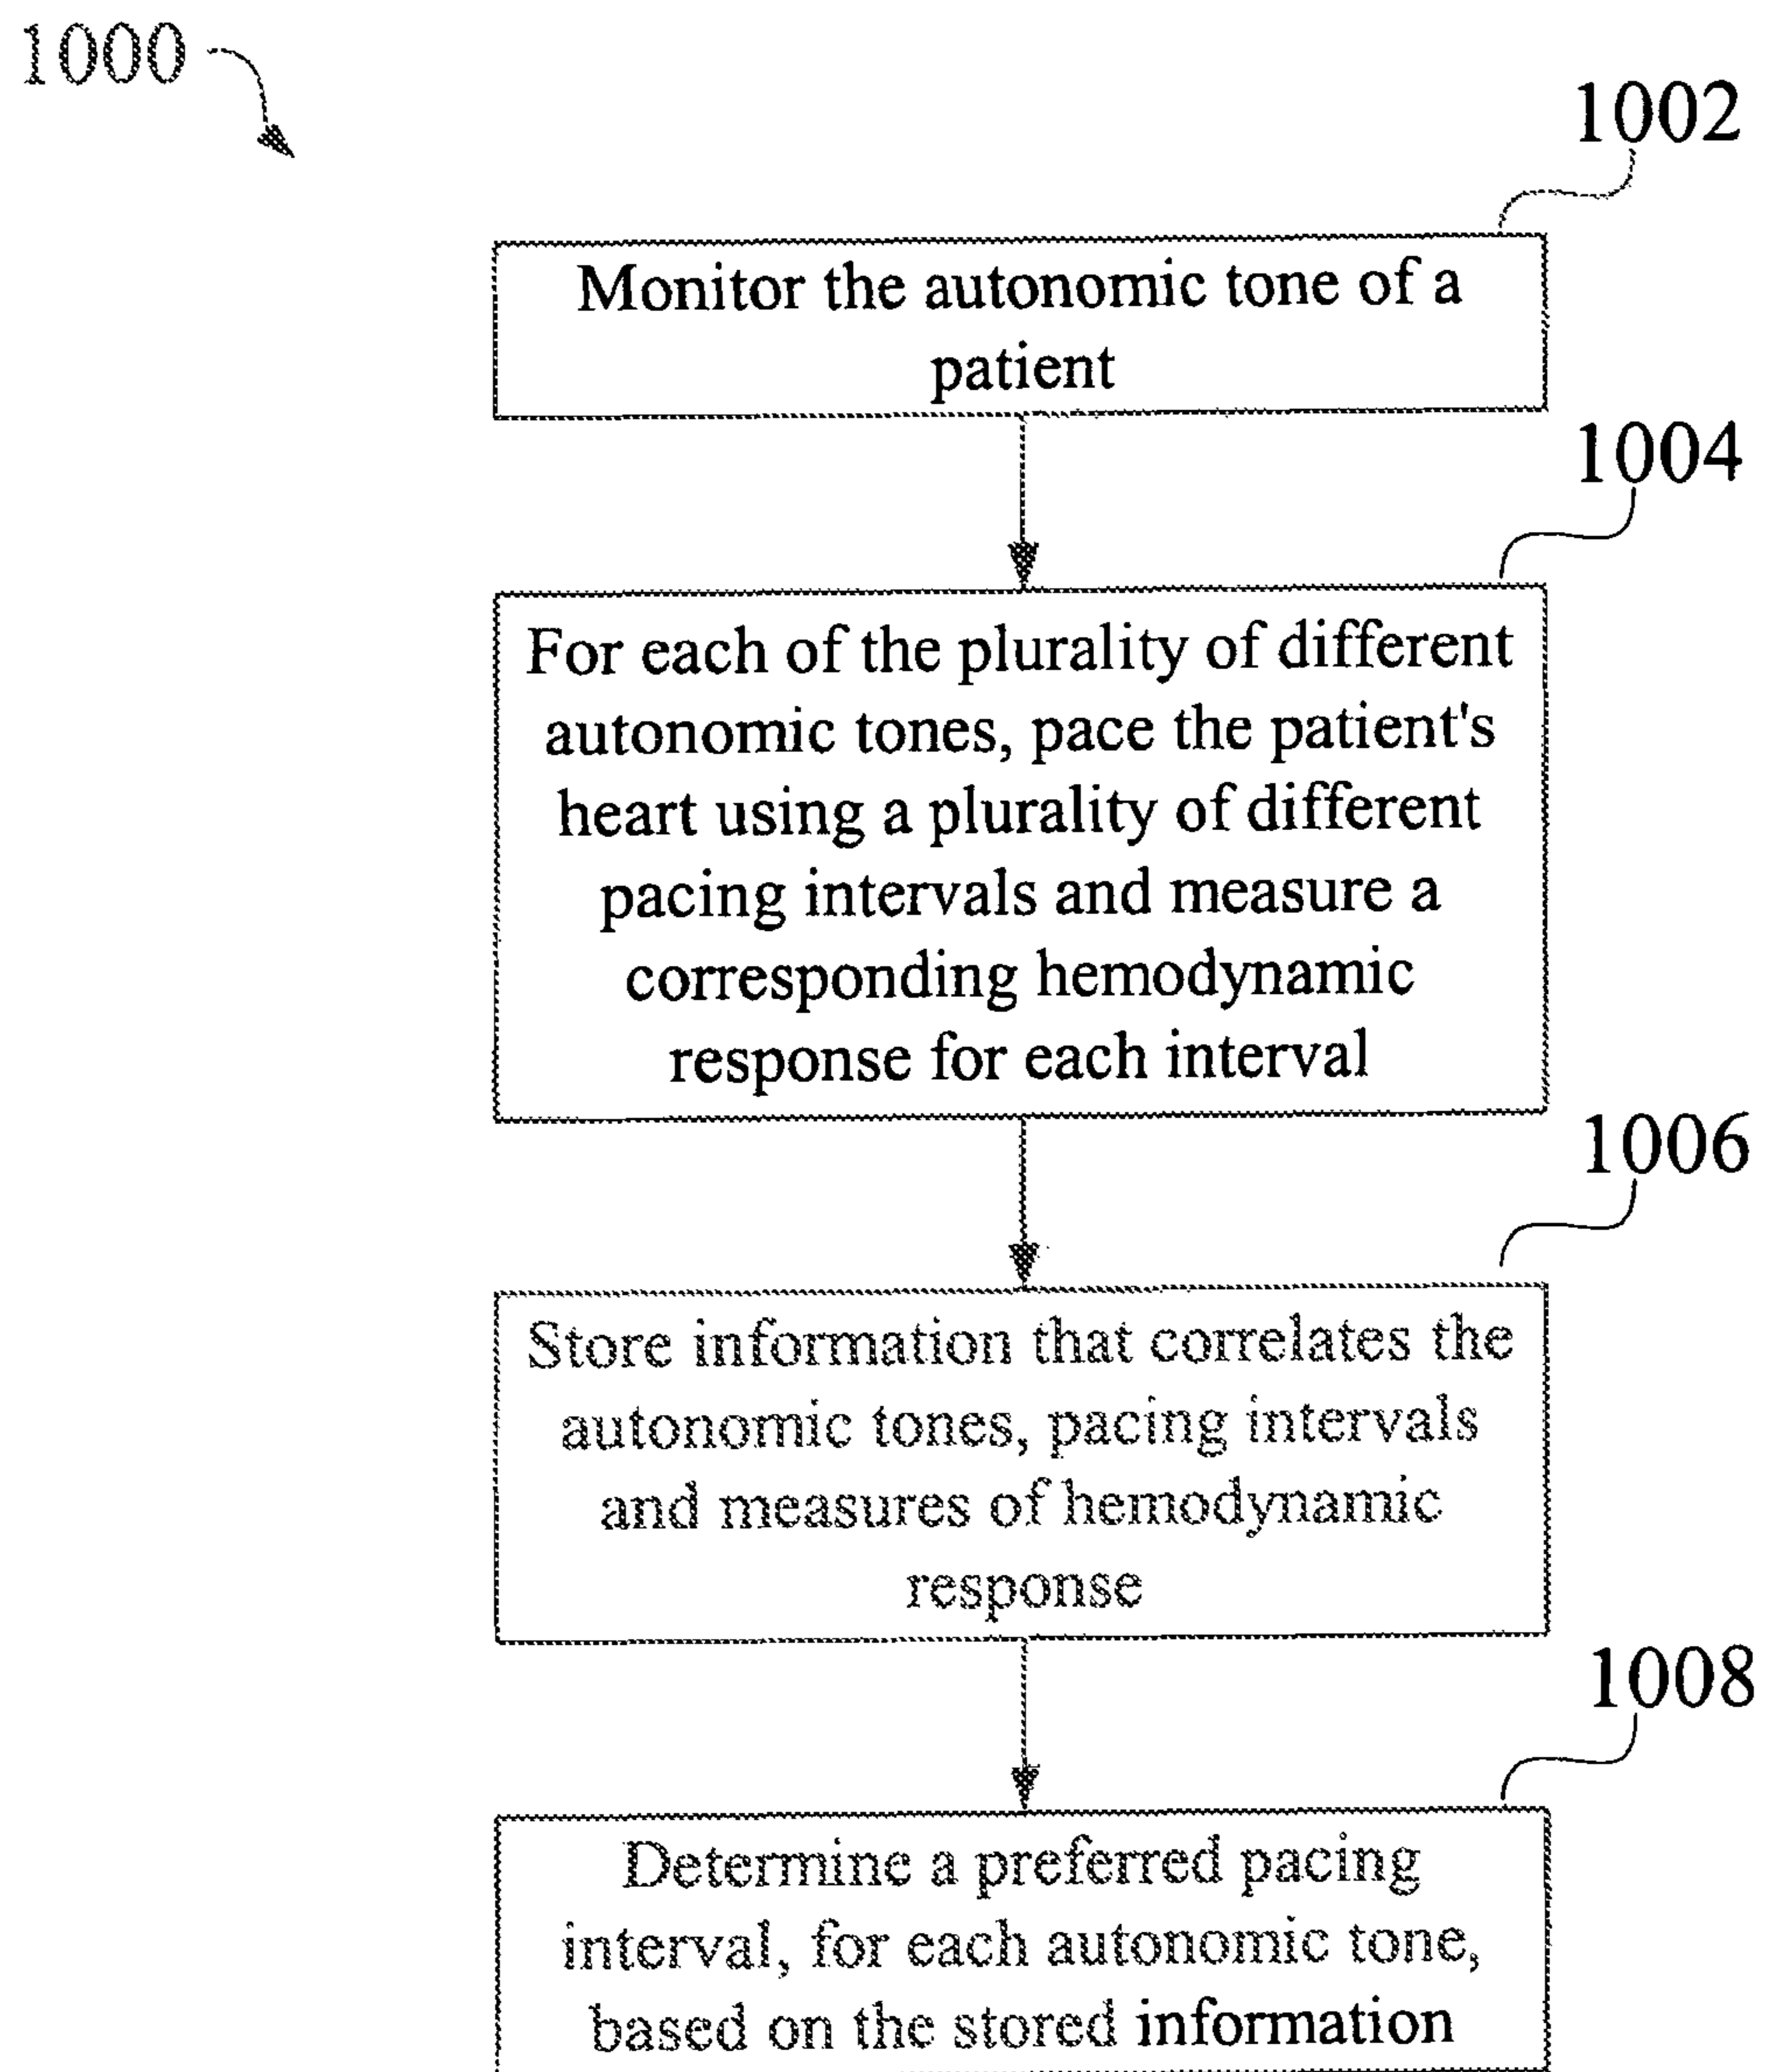 1000
1002
Monitor the autonomic tone of a
patient
1004
For each of the plurality of different
autonomic tones, pace the patient's
heart using a plurality of different
pacing intervals and measure a
corresponding hemodynamic
response for each interval
1006
Store information that correlates the
autonomic tones, pacing intervals
and measures of hemodynamic
response
1008
Determine a preferred pacing
interval, for each autonomic tone,
based on the stored information